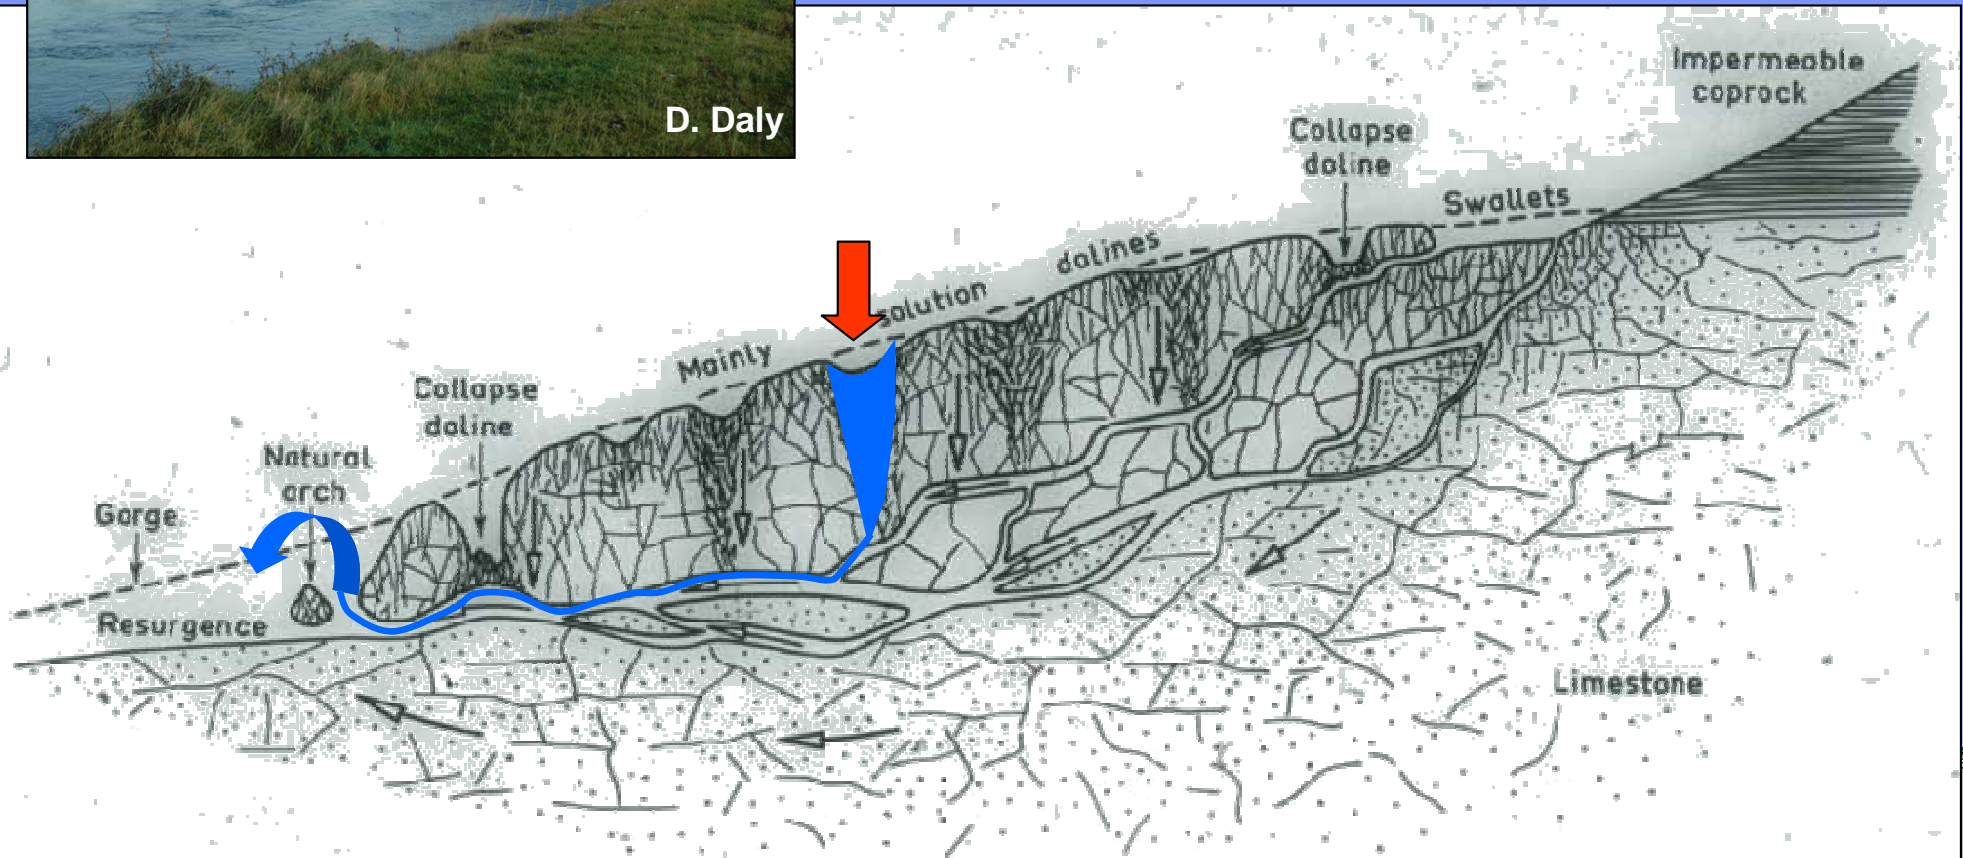 D. Daly
Impermeable
coprock
Collapse
doline
Swallets
dolines
solution
Mainly
Collapse
doline
Natural
arch
Gorge
Resurgence
Limestone